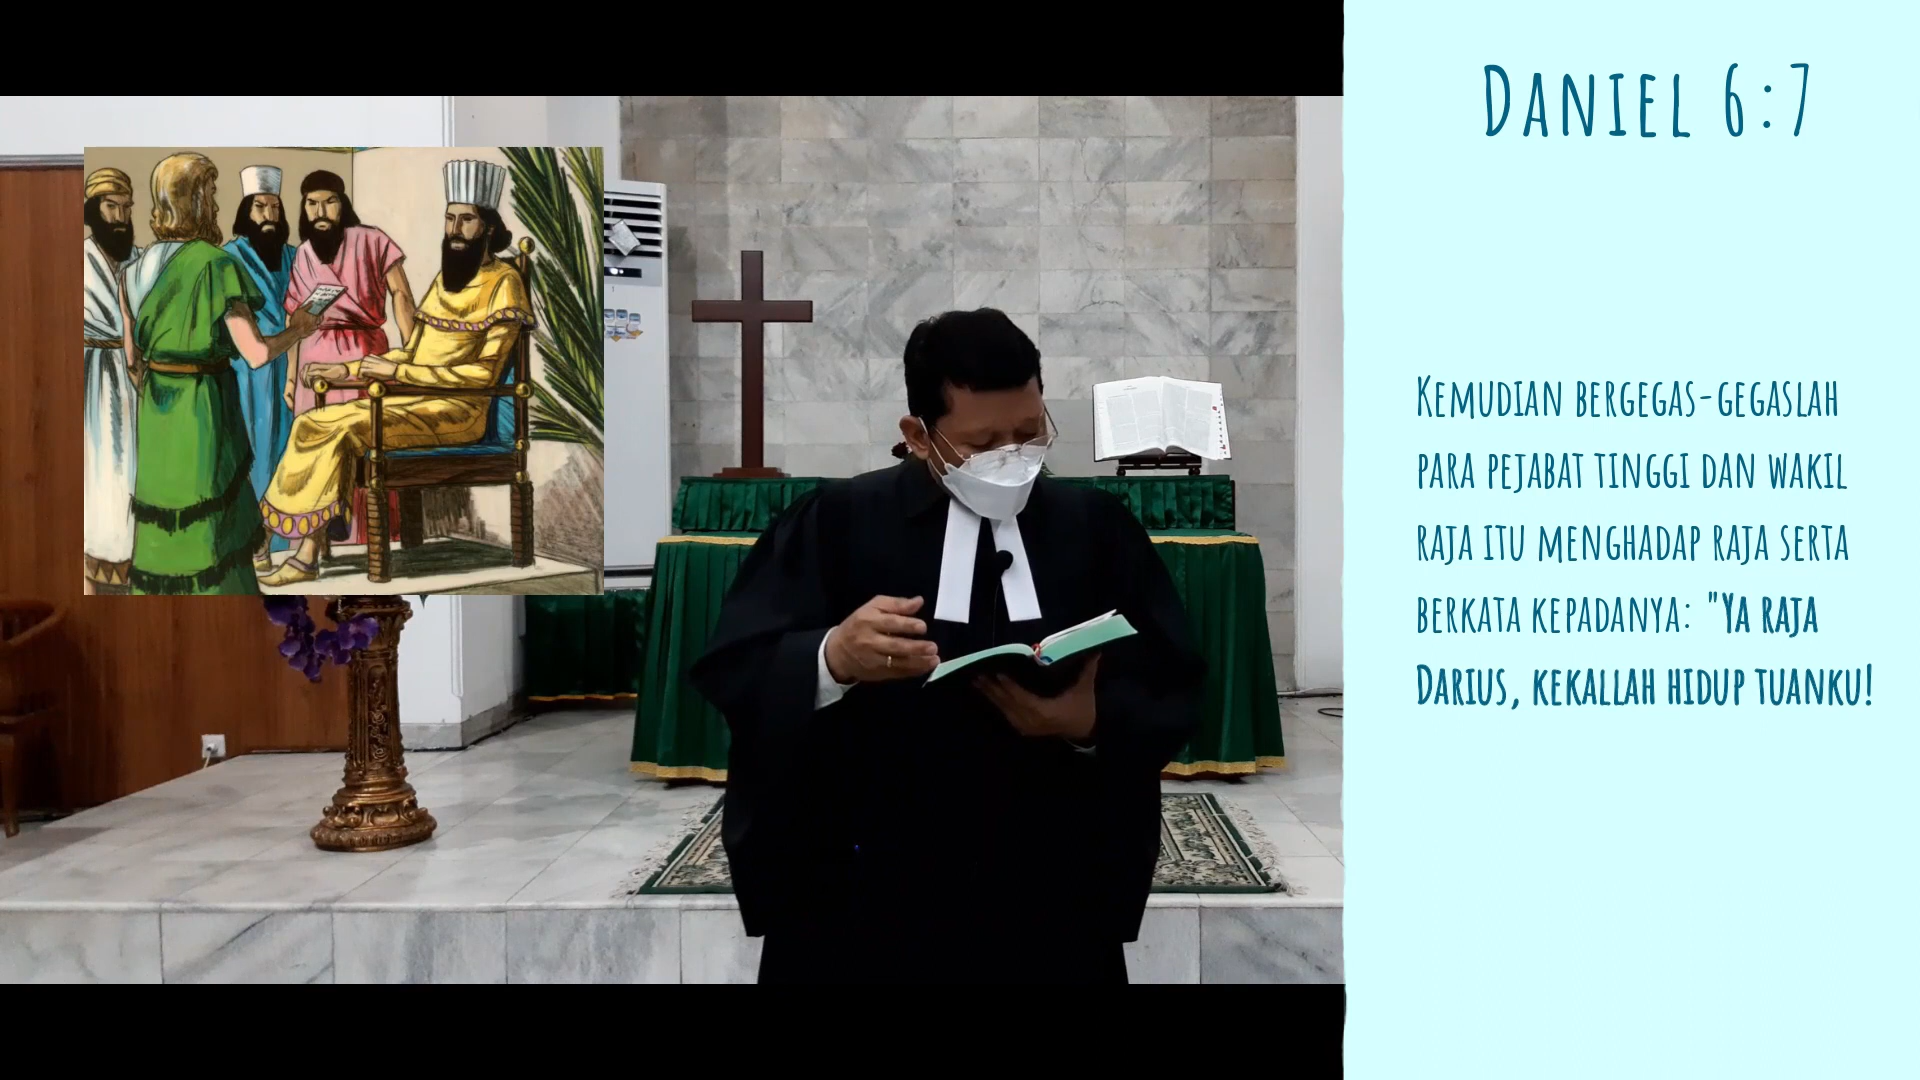 Daniel 6:7
Kemudian bergegas-gegaslah
para pejabat tinggi dan wakil
raja itu menghadap raja serta
berkata kepadanya: "Ya raja
Darius, kekallah hidup tuanku!